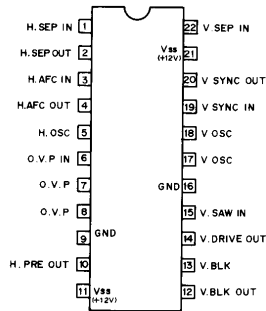 H. SEP IN 1
H. SEP OUT 2
H. AFC IN 3
H.AFC OUT 4
H. OSC 5
O.V.P IN 6
O.V.P 7
O.V.P 8
9 GND
H. PRE OUT 10
11 Vss
(+12V)
22 V. SEP IN
Vss 21
(+12V)
20 V SYNC OUT
19 V SYNC IN
18 V OSC
17 V OSC
GND 16
15 V. SAW IN
14 V.DRIVE OUT
13 V.BLK
12 V.BLK OUT